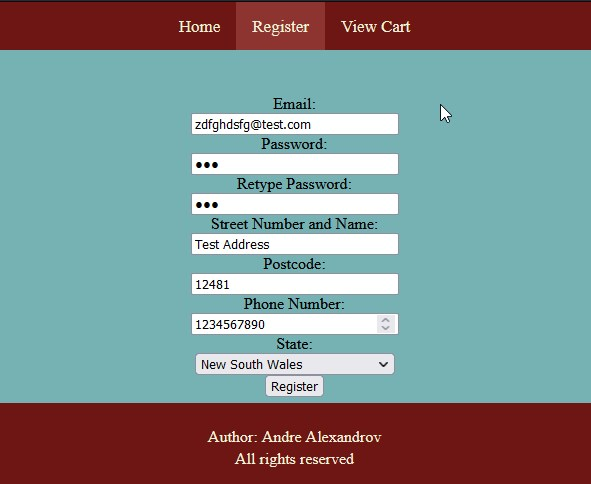 Home Register View Cart
Email:
zdfghdsfg@test.com
Password:
●●●
Retype Password:
●●●
Street Number and Name:
Test Address
Postcode:
12481
Phone Number:
1234567890
State:
New South Wales
Register
Author: Andre Alexandrov
All rights reserved